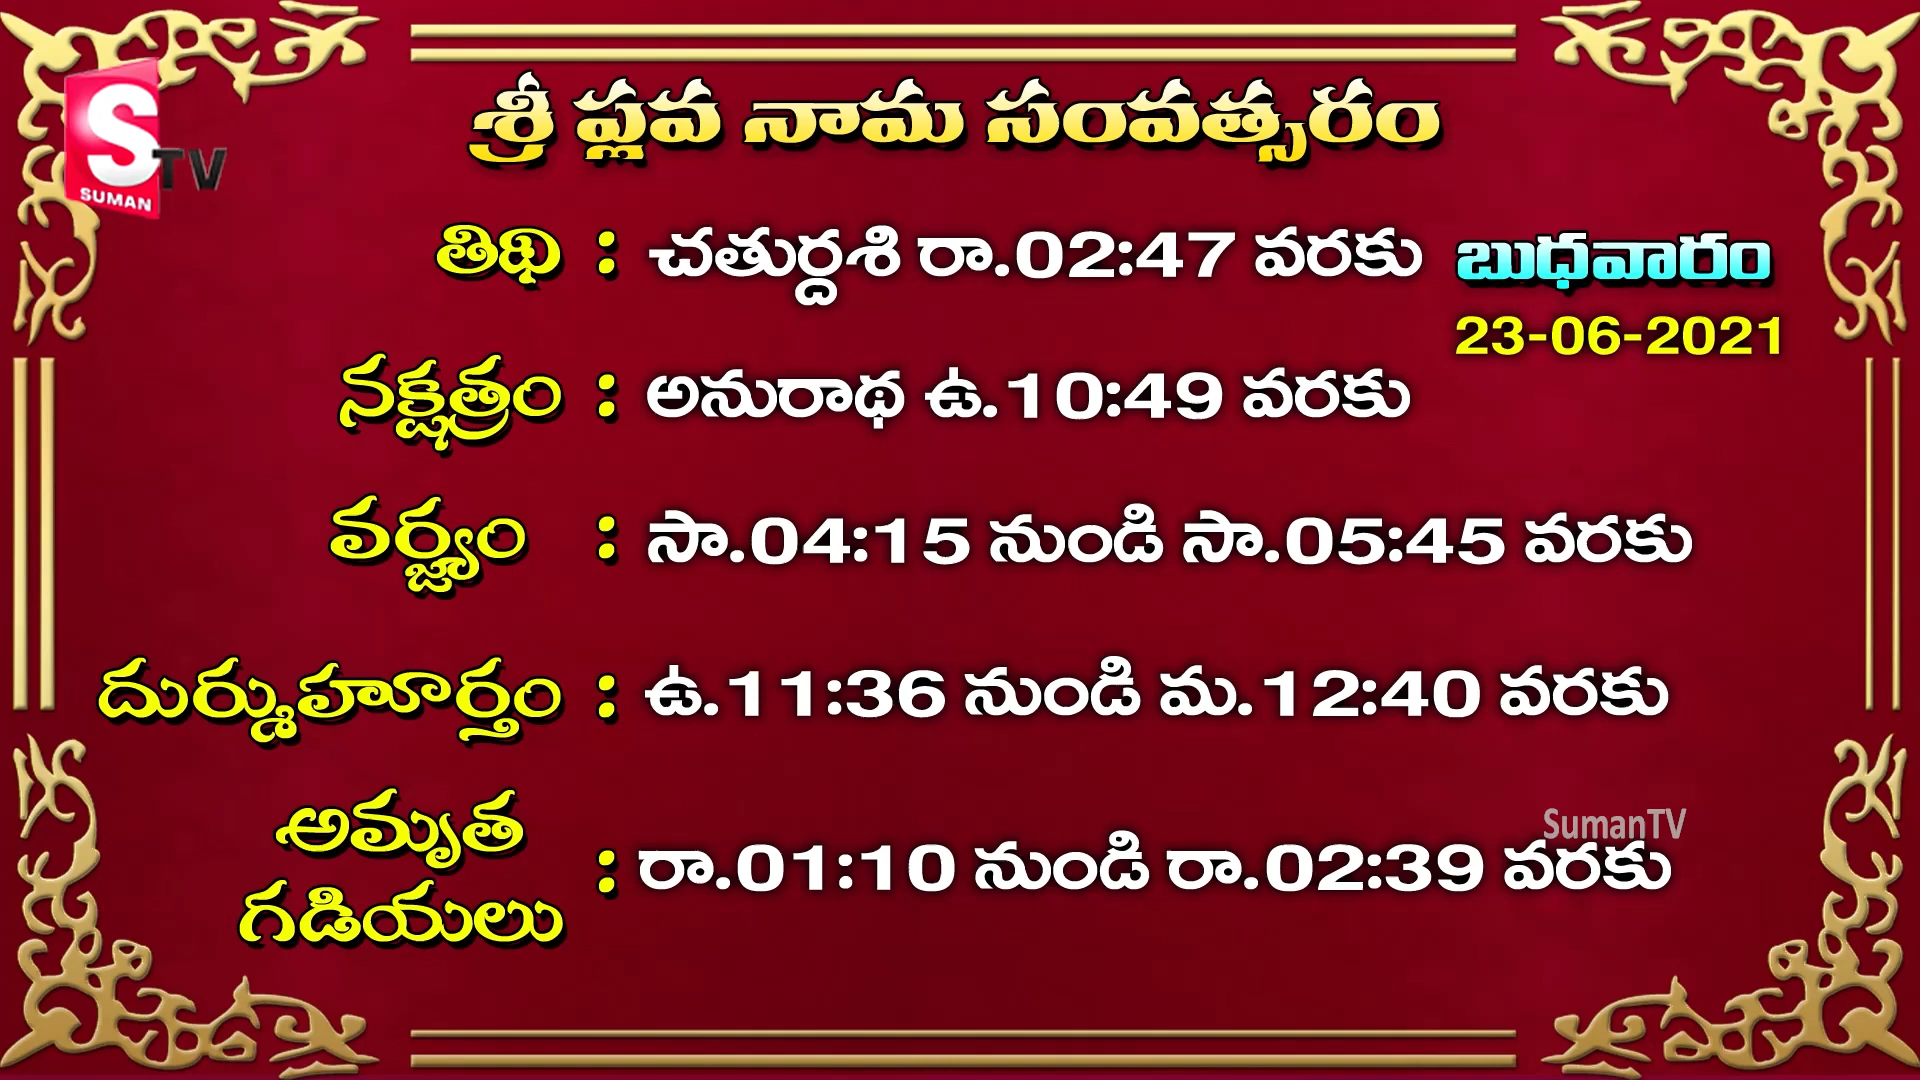 S TV
SUMAN
శ్రీ ప్లవ నామ సంవత్సరం
తిథి : చతుర్దశి రా.02:47 వరకు
బుధవారం
23-06-2021
నక్షత్రం : అనురాథ ఉ.10:49 వరకు
వర్జ్యం : సా.04:15 నుండి సా.05:45 వరకు
దుర్ముహూర్తం : ఉ.11:36 నుండి మ.12:40 వరకు
అమృత
గడియలు : రా.01:10 నుండి రా.02:39 వరకు
SumanTV